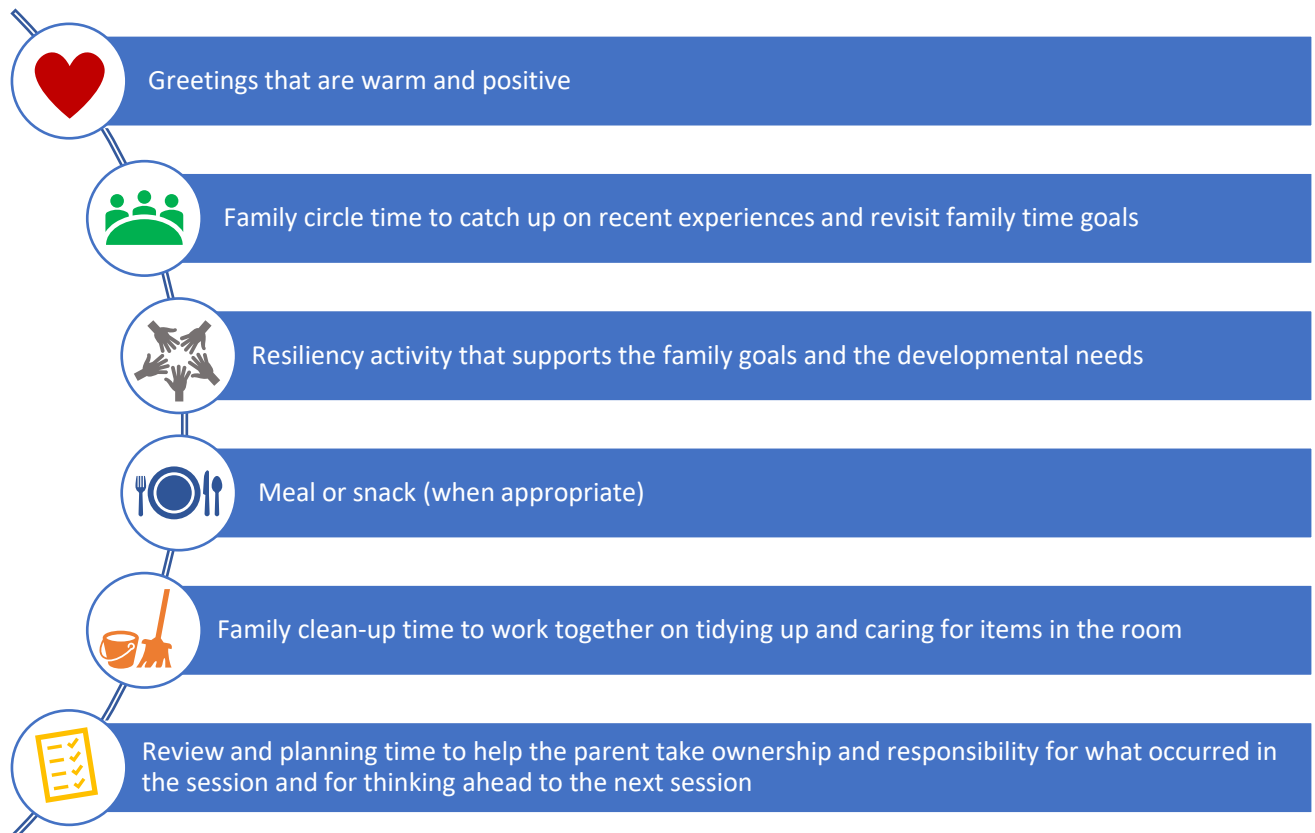 Greetings that are warm and positive
Family circle time to catch up on recent experiences and revisit family time goals
Resiliency activity that supports the family goals and the developmental needs
Meal or snack (when appropriate)
Family clean-up time to work together on tidying up and caring for items in the room
Review and planning time to help the parent take ownership and responsibility for what occurred in
the session and for thinking ahead to the next session